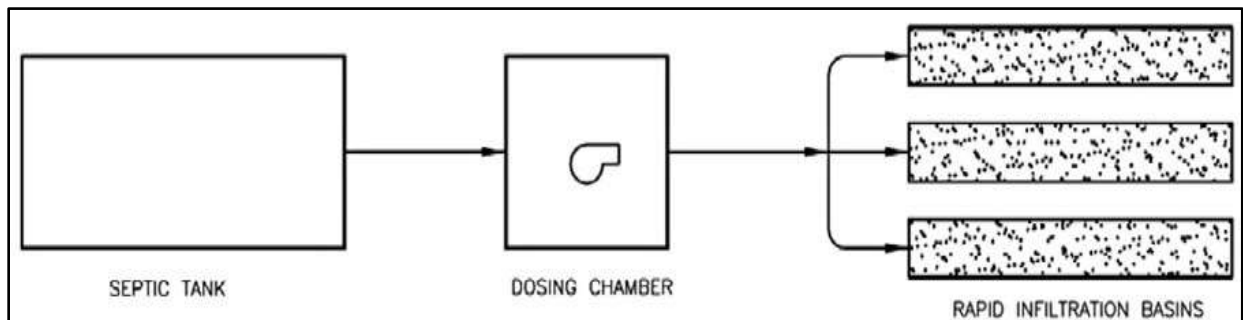 SEPTIC TANK
DOSING CHAMBER
RAPID INFILTRATION BASINS